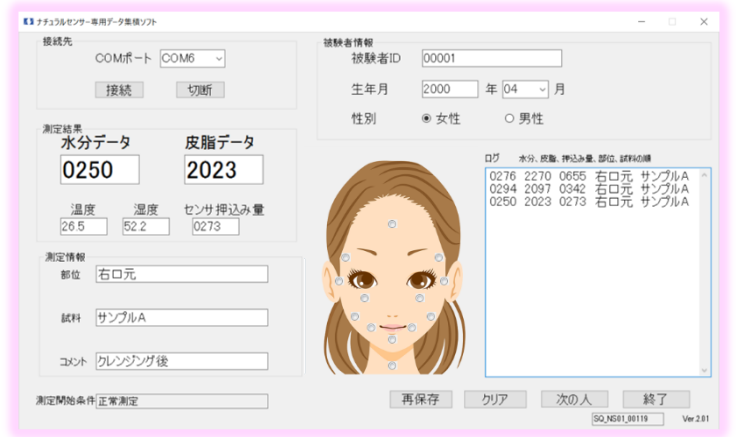 ナチュラルセンサー専用データ集積ソフト
接続先
COMポート COM6
接続 切断
測定結果
水分データ 皮脂データ
0250 2023
温度 湿度 センサ押込み量
26.5 52.2 0273
測定情報
部位 右口元
試料 サンプルA
コメント クレンジング後
測定開始条件 正常測定
被験者情報
被験者ID 00001
生年月 2000 年 04 月
性別 女性 男性
ログ 水分、皮脂、押込み量、部位、試料の順
0276 2270 0655 右口元 サンプルA
0294 2097 0342 右口元 サンプルA
0250 2023 0273 右口元 サンプルA
再保存 クリア 次の人 終了
SQ_NS01_00119 Ver.2.01